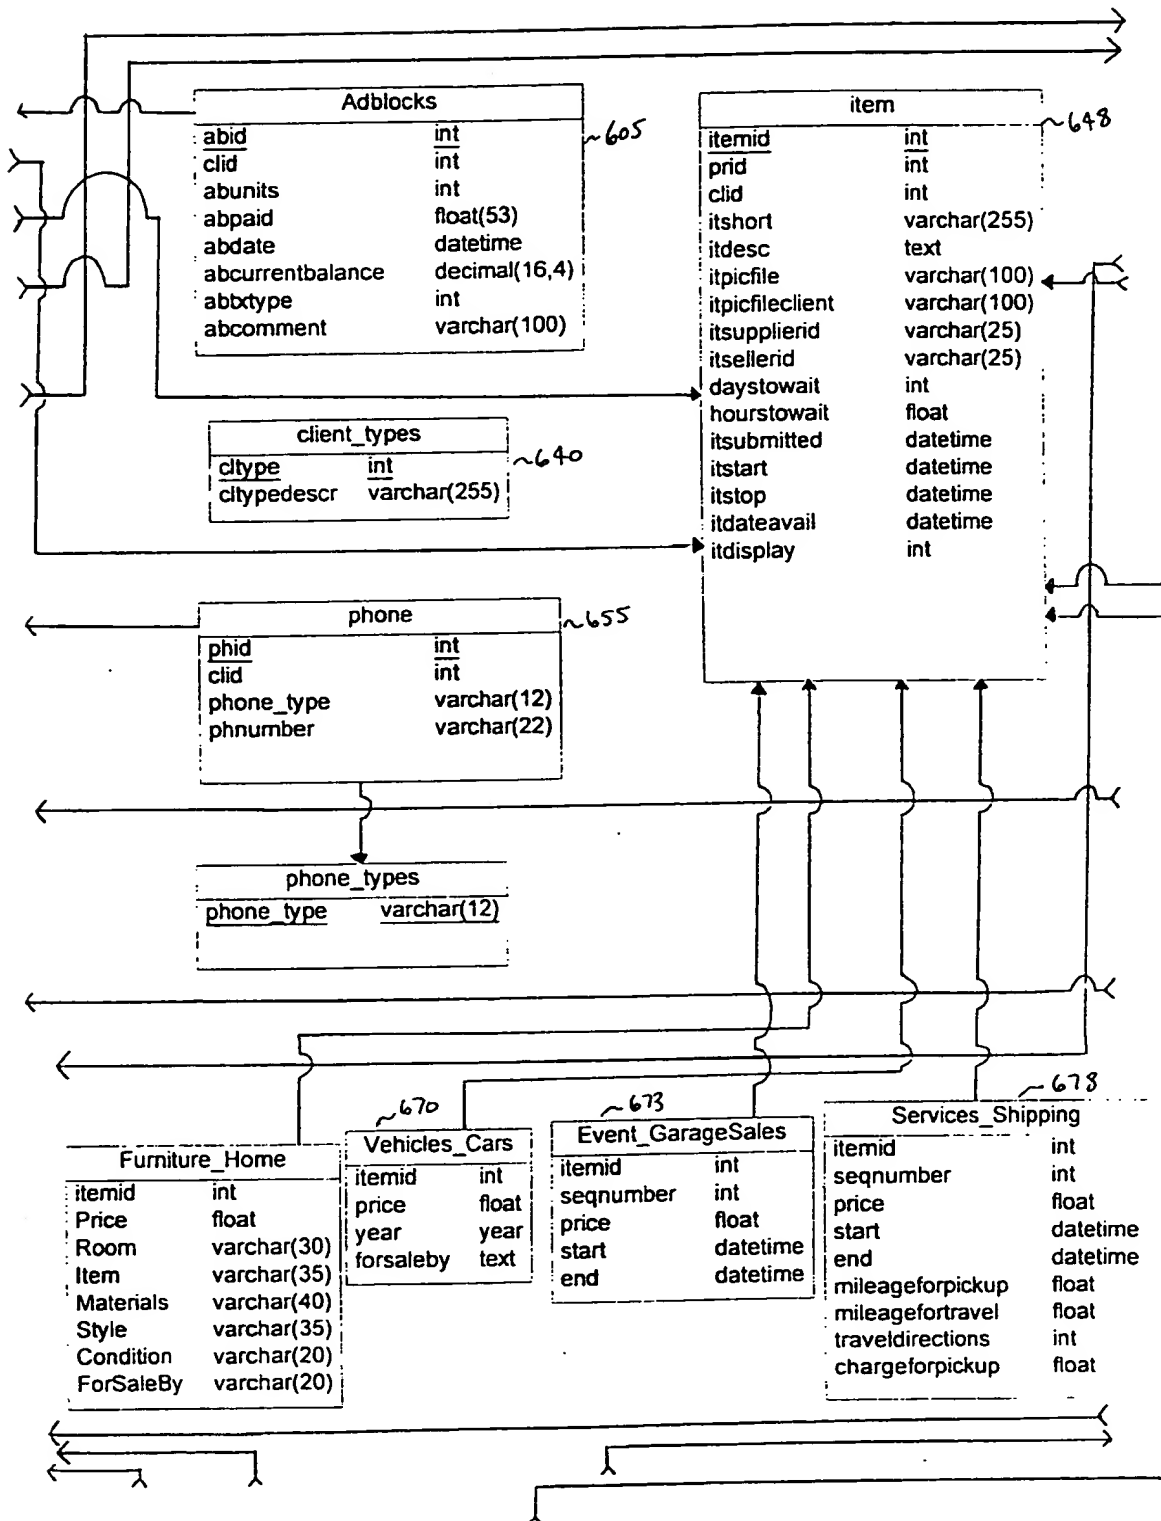 Adblocks
abid int
clid int
abunits int
abpaid float(53)
abdate datetime
abcurrentbalance decimal(16,4)
abtxtype int
abcomment varchar(100)
~605
item
itemid int
prid int
clid int
itshort varchar(255)
itdesc text
itpicfile varchar(100)
itpicfileclient varchar(100)
itsupplierid varchar(25)
itsellerid varchar(25)
daystowait int
hourstowait float
itsubmitted datetime
itstart datetime
itstop datetime
itdateavail datetime
itdisplay int
~648
client_types
cltype int
cltypedescr varchar(255)
~640
phone
phid int
clid int
phone_type varchar(12)
phnumber varchar(22)
~655
phone_types
phone_type varchar(12)
Furniture_Home
itemid int
Price float
Room varchar(30)
Item varchar(35)
Materials varchar(40)
Style varchar(35)
Condition varchar(20)
ForSaleBy varchar(20)
~670
Vehicles_Cars
itemid int
price float
year year
forsaleby text
~673
Event_GarageSales
itemid int
seqnumber int
price float
start datetime
end datetime
~678
Services_Shipping
itemid int
seqnumber int
price float
start datetime
end datetime
mileageforpickup float
mileagefortravel float
traveldirections int
chargeforpickup float